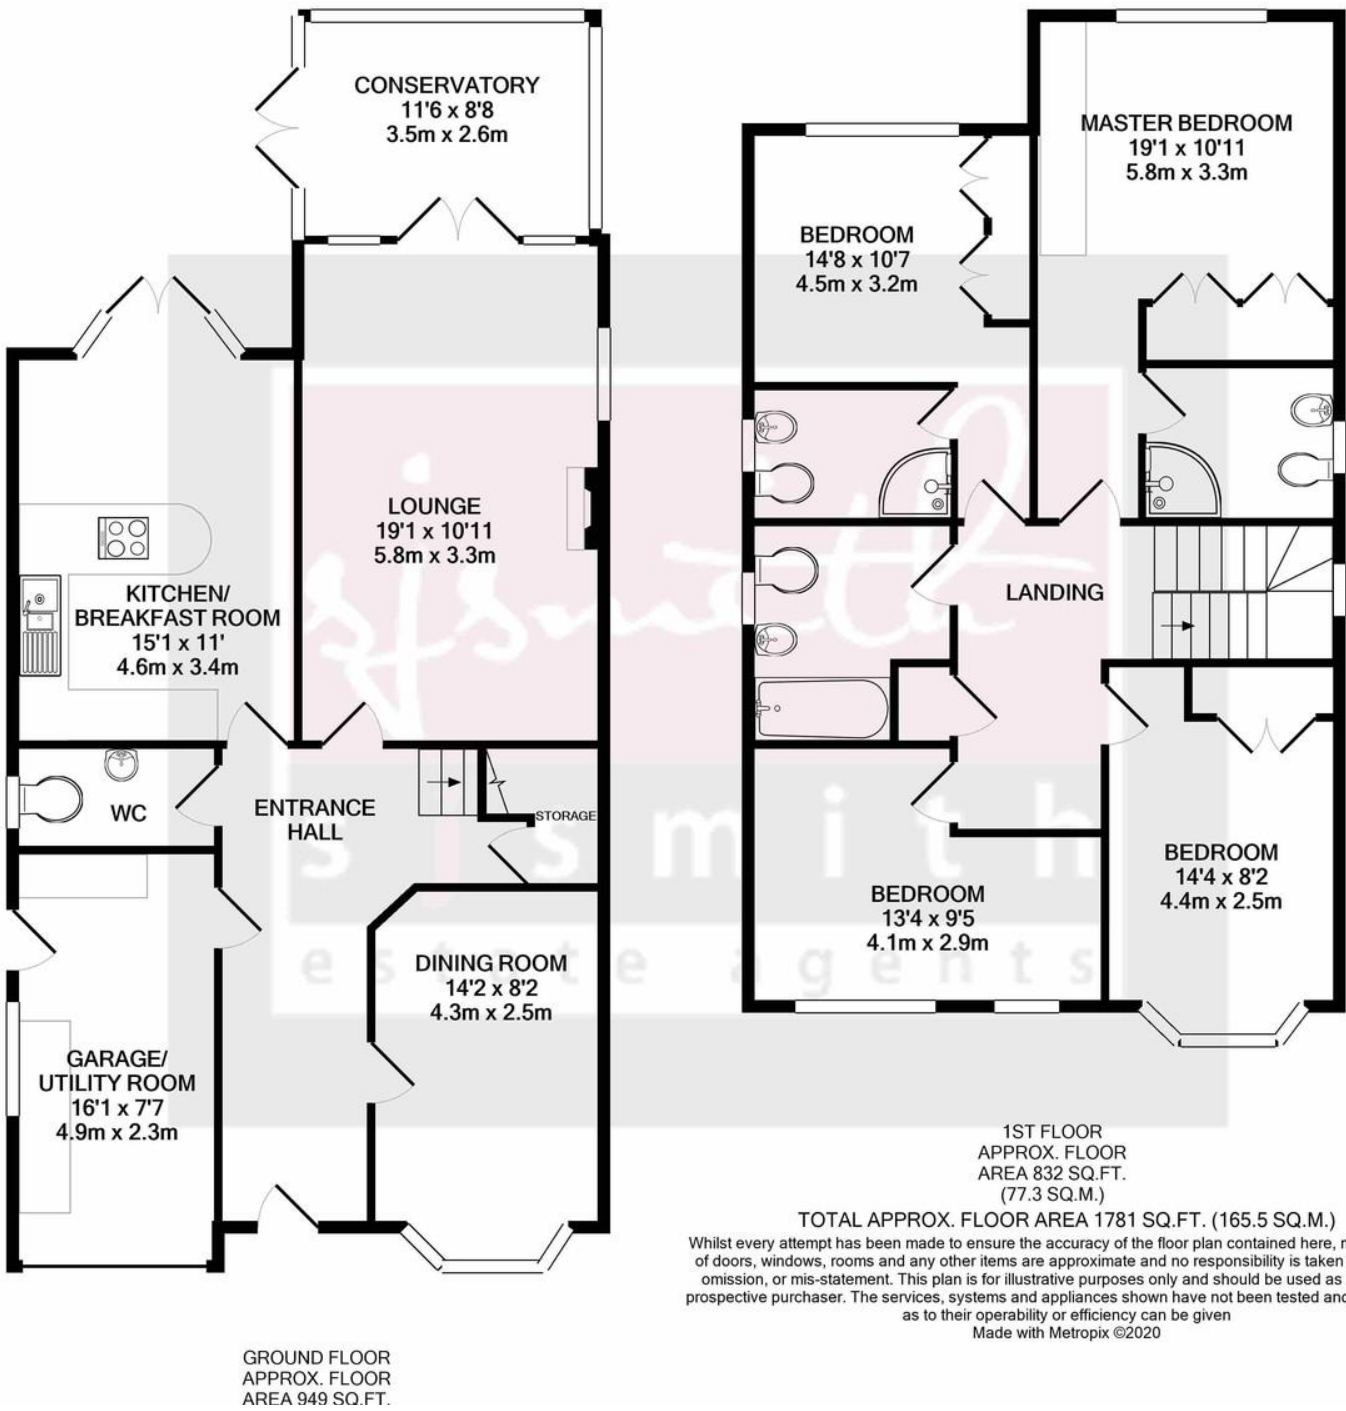 CONSERVATORY
11'6 x 8'8
3.5m x 2.6m
LOUNGE
19'1 x 10'11
5.8m x 3.3m
KITCHEN/
BREAKFAST ROOM
15'1 x 11'
4.6m x 3.4m
WC
ENTRANCE
HALL
STORAGE
DINING ROOM
14'2 x 8'2
4.3m x 2.5m
GARAGE/
UTILITY ROOM
16'1 x 7'7
4.9m x 2.3m
GROUND FLOOR
APPROX. FLOOR
AREA 949 SQ.FT.
MASTER BEDROOM
19'1 x 10'11
5.8m x 3.3m
BEDROOM
14'8 x 10'7
4.5m x 3.2m
LANDING
BEDROOM
13'4 x 9'5
4.1m x 2.9m
BEDROOM
14'4 x 8'2
4.4m x 2.5m
1ST FLOOR
APPROX. FLOOR
AREA 832 SQ.FT.
(77.3 SQ.M.)
TOTAL APPROX. FLOOR AREA 1781 SQ.FT. (165.5 SQ.M.)
Whilst every attempt has been made to ensure the accuracy of the floor plan contained here,
of doors, windows, rooms and any other items are approximate and no responsibility is taken
omission, or mis-statement. This plan is for illustrative purposes only and should be used as
prospective purchaser. The services, systems and appliances shown have not been tested and
as to their operability or efficiency can be given
Made with Metropix ©2020
sjsmith
sjsmith
estate agents